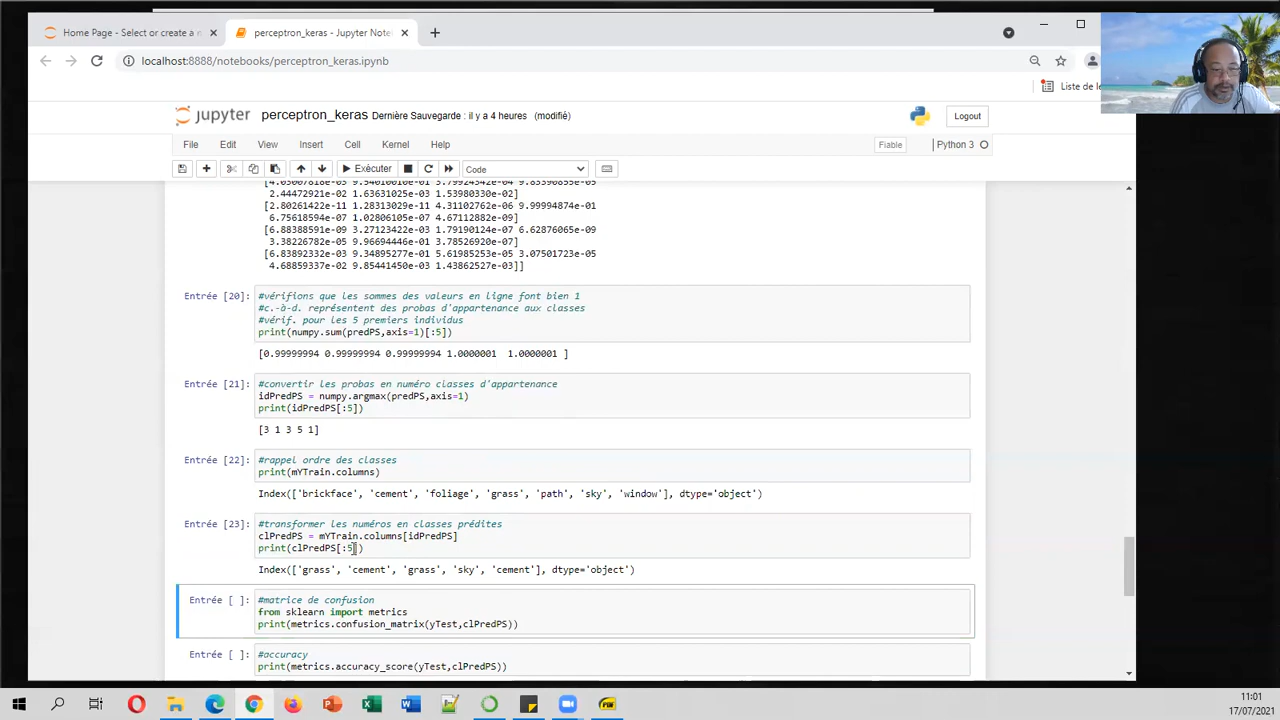 Home Page - Select or create a n
perceptron_keras - Jupyter Note
localhost:8888/notebooks/perceptron_keras.ipynb
Liste de le
jupyter perceptron_keras Dernière Sauvegarde : il y a 4 heures (modifié)
Logout
File Edit View Insert Cell Kernel Help
Fiable
Python 3
Exécuter
Code
2.44472921e-02 1.63631025e-03 1.53980330e-02]
[2.80261422e-11 1.28313029e-11 4.31102762e-06 9.99994874e-01
6.75618594e-07 1.02806105e-07 4.67112882e-09]
[6.88388909e-09 3.27123422e-03 1.79190124e-07 6.62876065e-09
3.38226782e-05 9.96694446e-01 3.78526920e-07]
[6.83892332e-03 9.34895277e-01 5.61985253e-05 3.07501723e-05
4.68859337e-02 9.85441450e-03 1.43862527e-03]]
Entrée [20]:
#vérifions que les sommes des valeurs en ligne font bien 1
#c.-à-d. représentent des probas d'appartenance aux classes
#vérif. pour les 5 premiers individus
print(numpy.sum(predPS,axis=1)[:5])
[0.99999994 0.99999994 0.99999994 1.0000001 1.0000001 ]
Entrée [21]:
#convertir les probas en numéro classes d'appartenance
idPredPS = numpy.argmax(predPS,axis=1)
print(idPredPS[:5])
[3 1 3 5 1]
Entrée [22]:
#rappel ordre des classes
print(mYTrain.columns)
Index(['brickface', 'cement', 'foliage', 'grass', 'path', 'sky', 'window'], dtype='object')
Entrée [23]:
#transformer les numéros en classes prédites
clPredPS = mYTrain.columns[idPredPS]
print(clPredPS[:5])
Index(['grass', 'cement', 'grass', 'sky', 'cement'], dtype='object')
Entrée [ ]:
#matrice de confusion
from sklearn import metrics
print(metrics.confusion_matrix(yTest,clPredPS))
Entrée [ ]:
#accuracy
print(metrics.accuracy_score(yTest,clPredPS))
11:01
17/07/2021